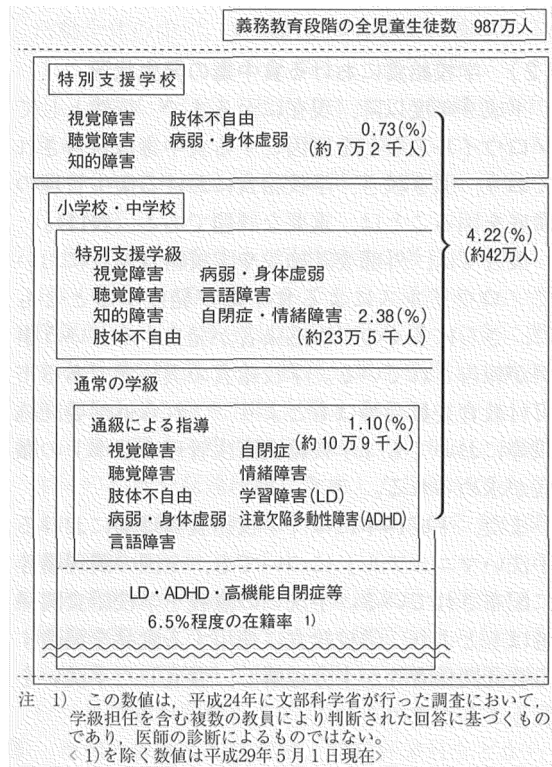 義務教育段階の全児童生徒数 987万人
特別支援学校
視覚障害 肢体不自由
聴覚障害 病弱・身体虚弱
知的障害
0.73(%)
(約7万2千人)
小学校・中学校
特別支援学級
視覚障害 病弱・身体虚弱
聴覚障害 言語障害
知的障害 自閉症・情緒障害 2.38(%)
肢体不自由 (約23万5千人)
4.22(%)
(約42万人)
通常の学級
通級による指導 1.10(%)
(約10万9千人)
視覚障害 自閉症
聴覚障害 情緒障害
肢体不自由 学習障害(LD)
病弱・身体虚弱 注意欠陥多動性障害(ADHD)
言語障害
LD・ADHD・高機能自閉症等
6.5%程度の在籍率 1)
注 1) この数値は,平成24年に文部科学省が行った調査において,
学級担任を含む複数の教員により判断された回答に基づくもの
であり,医師の診断によるものではない。
< 1)を除く数値は平成29年5月1日現在>